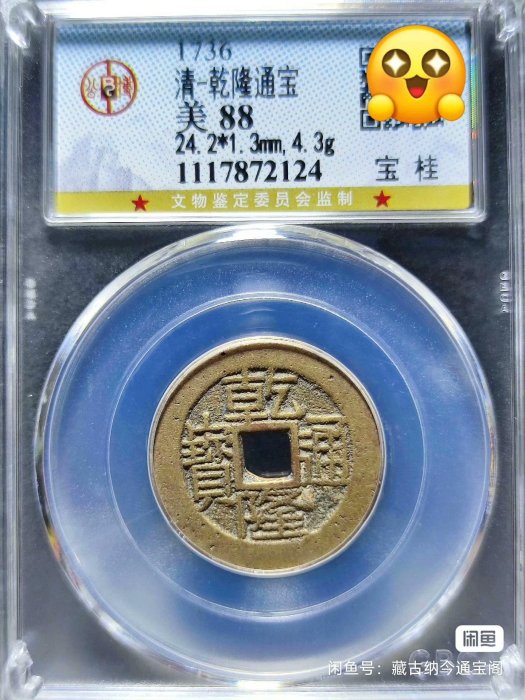 1736
清-乾隆通宝
美 88
24.2*1.3mm, 4.3g
1117872124
宝 桂
文物鉴定委员会监制
乾隆通寶
闲鱼
闲鱼号：藏古纳今通宝阁